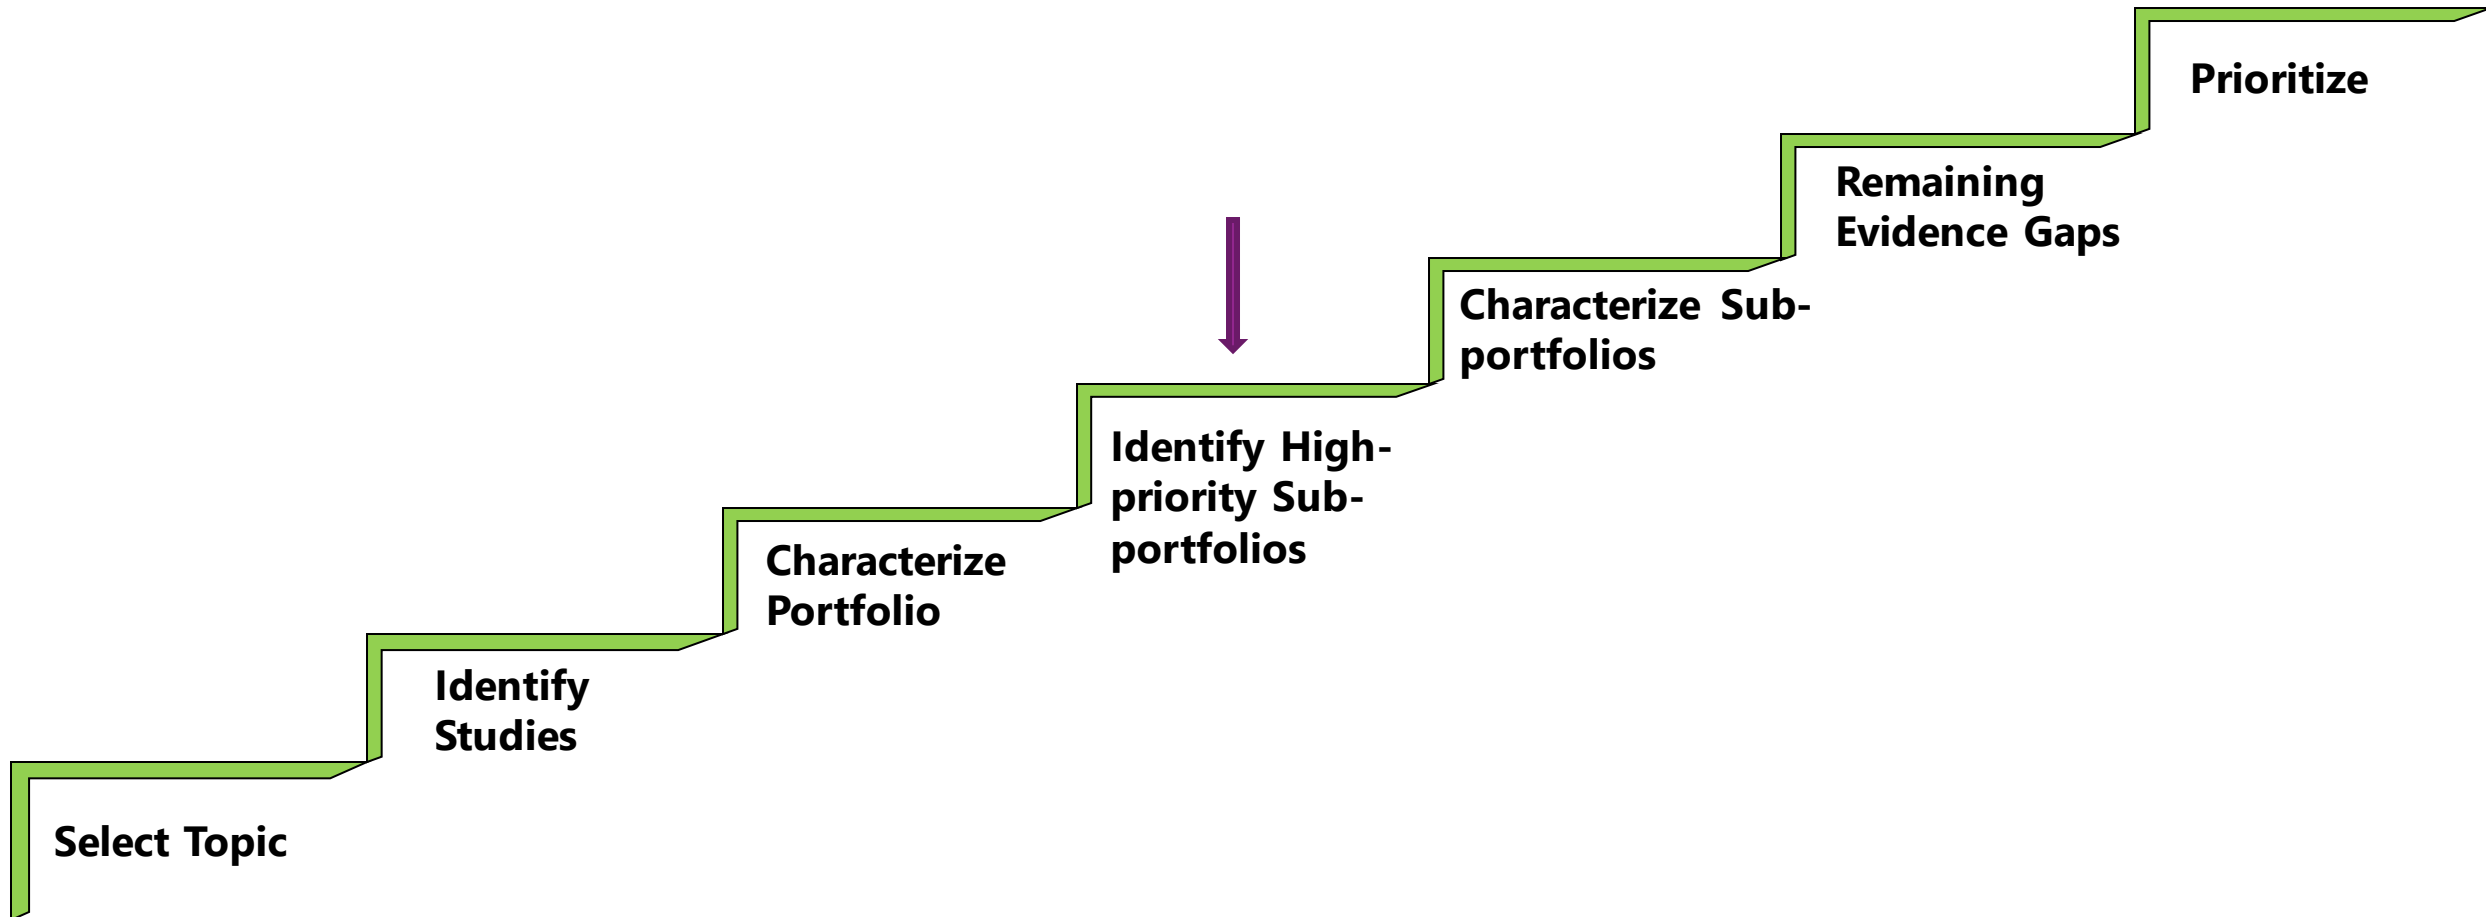 Prioritize
Remaining
Evidence Gaps
Characterize Sub-
portfolios
Identify High-
priority Sub-
portfolios
Characterize
Portfolio
Identify
Studies
Select Topic